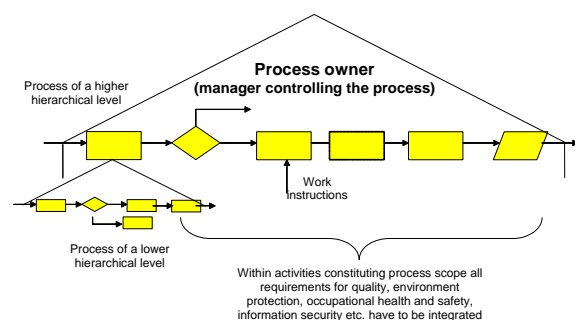 Process owner
(manager controlling the process)
Process of a higher
hierarchical level
Work
instructions
Process of a lower
hierarchical level
Within activities constituting process scope all
requirements for quality, environment
protection, occupational health and safety,
information security etc. have to be integrated